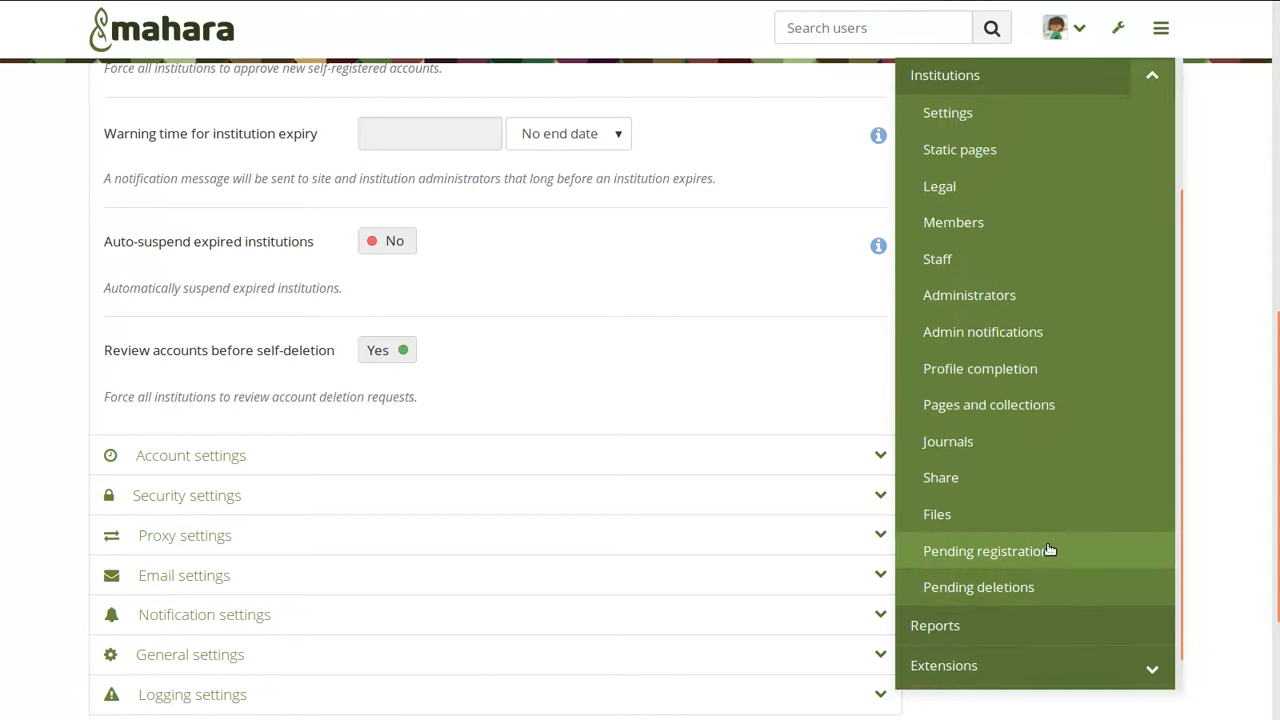 mahara
Search users
Force all institutions to approve new self-registered accounts.
Warning time for institution expiry
No end date
A notification message will be sent to site and institution administrators that long before an institution expires.
Auto-suspend expired institutions
No
Automatically suspend expired institutions.
Review accounts before self-deletion
Yes
Force all institutions to review account deletion requests.
Account settings
Security settings
Proxy settings
Email settings
Notification settings
General settings
Logging settings
Institutions
Settings
Static pages
Legal
Members
Staff
Administrators
Admin notifications
Profile completion
Pages and collections
Journals
Share
Files
Pending registration
Pending deletions
Reports
Extensions